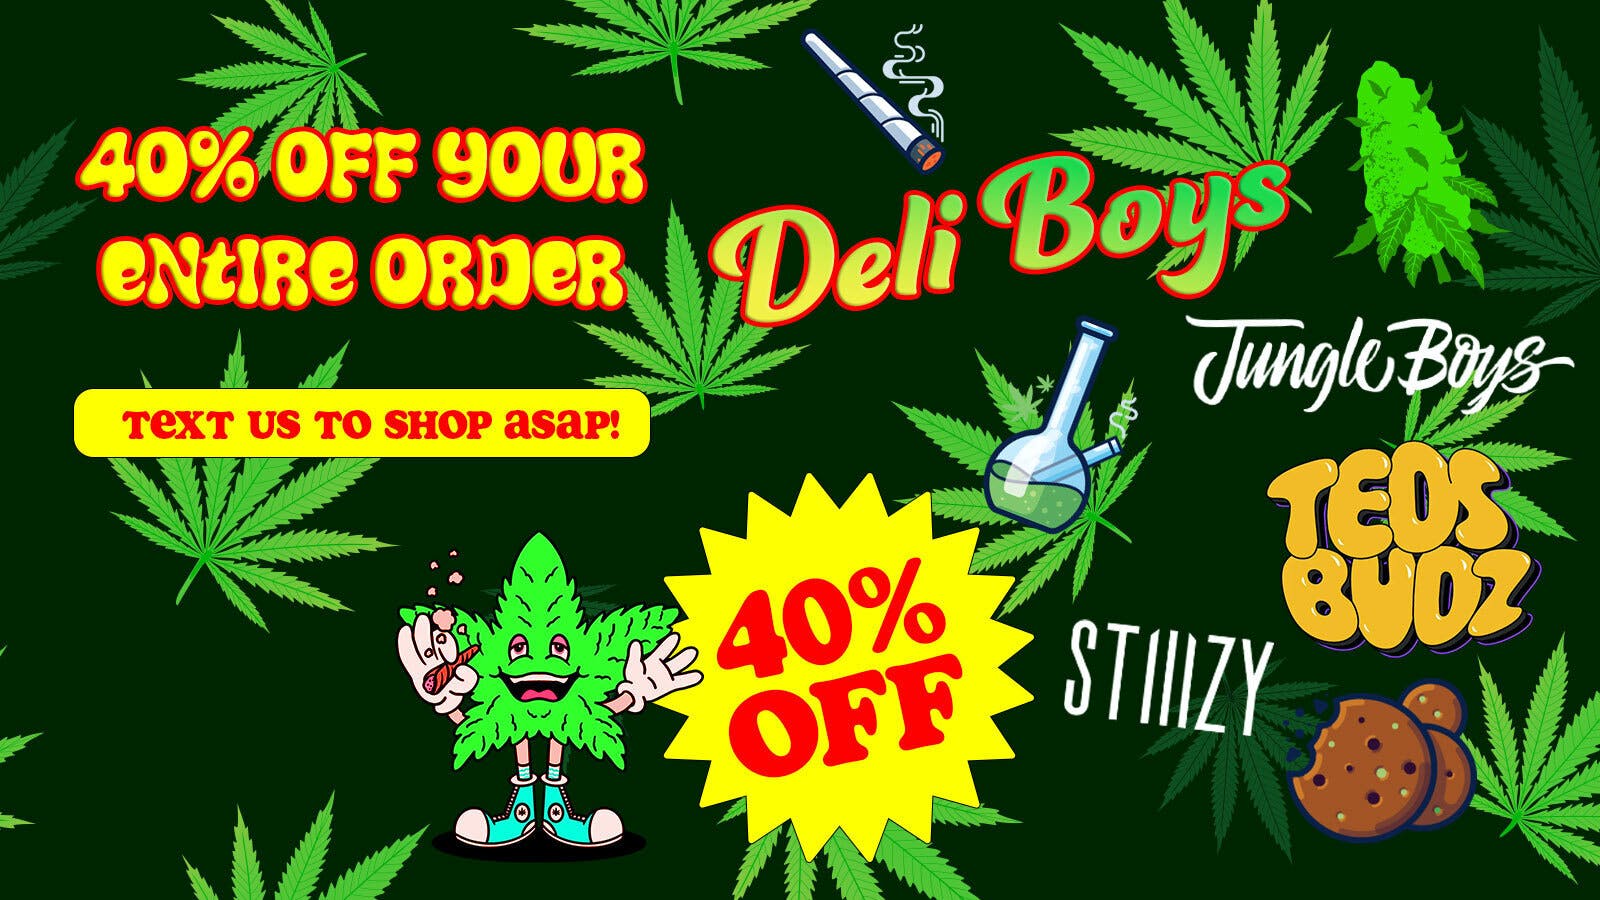 40% OFF YOUR
ENTIRE ORDER
TEXT US TO SHOP ASAP!
Deli Boys
Jungle Boys
TEDS
BUDZ
STIIIZY
40%
OFF